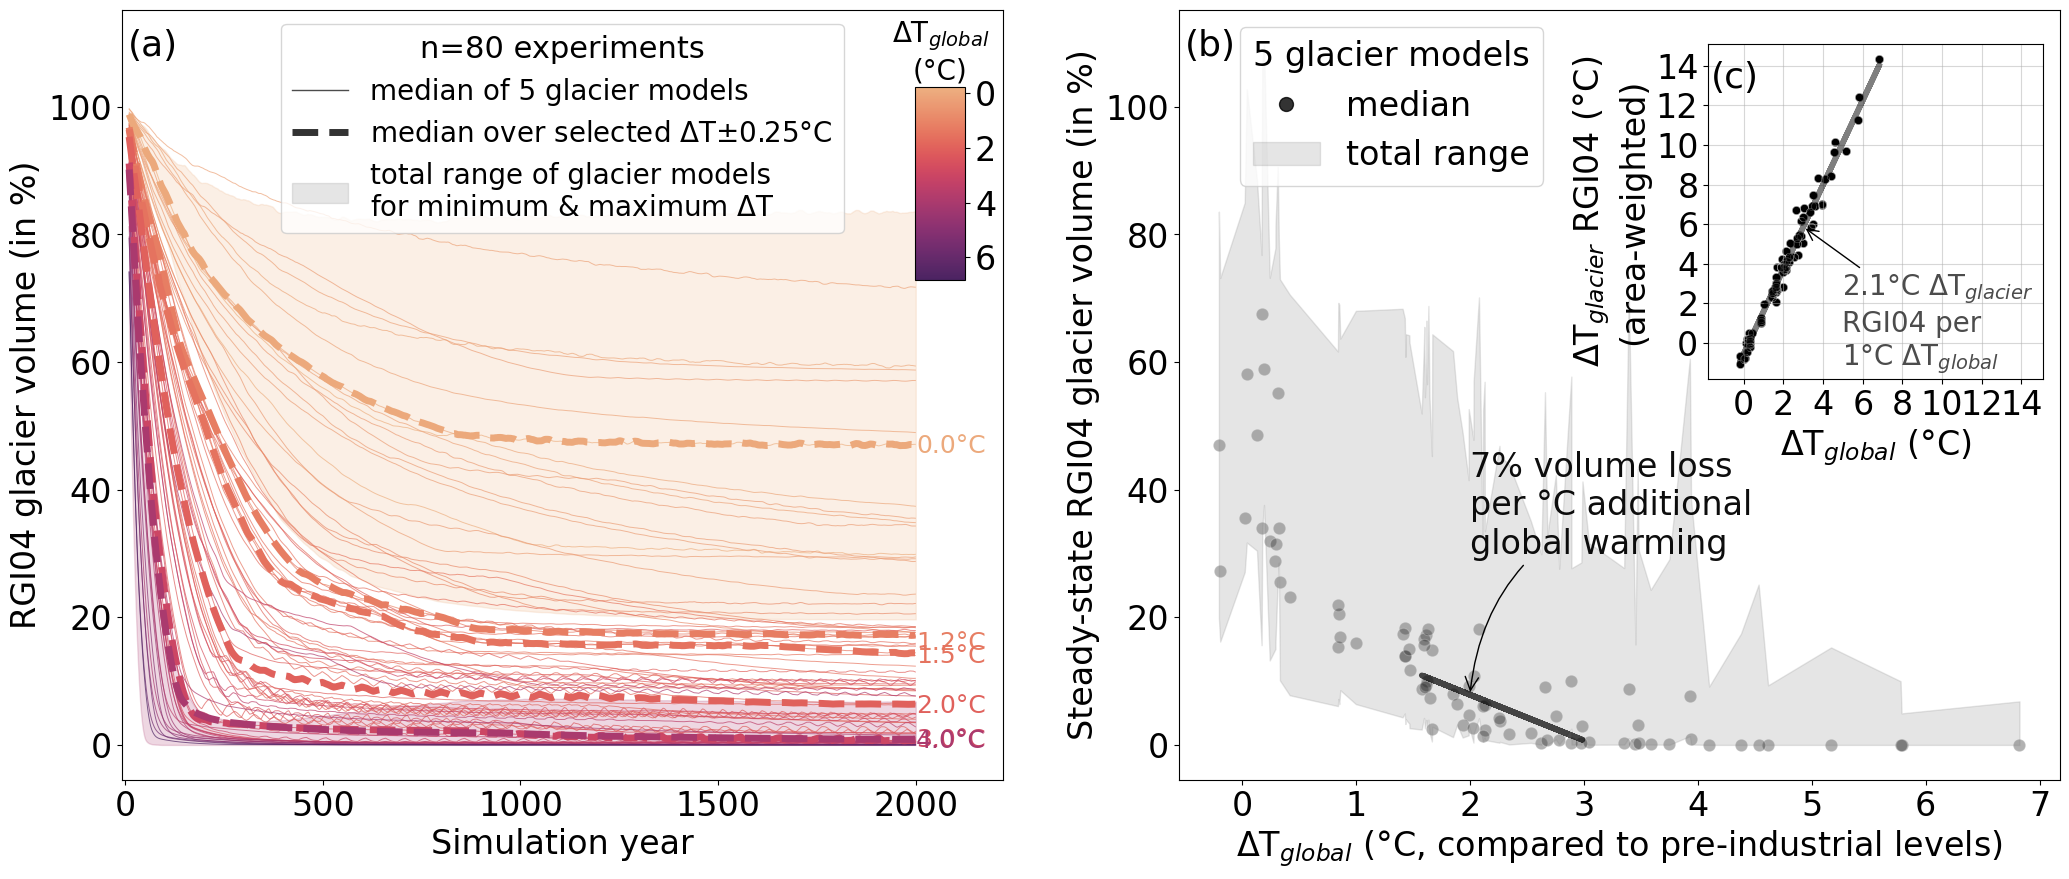 (a)
n=80 experiments
median of 5 glacier models
median over selected ΔT±0.25°C
total range of glacier models
for minimum & maximum ΔT
ΔTglobal
(°C)
0
2
4
6
RGI04 glacier volume (in %)
100
80
60
40
20
0
0.0°C
1.2°C
1.5°C
2.0°C
0 500 1000 1500 2000
Simulation year
(b)
5 glacier models
median
total range
Steady-state RGI04 glacier volume (in %)
100
80
60
40
20
0
7% volume loss
per °C additional
global warming
0 1 2 3 4 5 6 7
ΔTglobal (°C, compared to pre-industrial levels)
(c)
ΔTglacier RGI04 (°C)
(area-weighted)
14
12
10
8
6
4
2
0
2.1°C ΔTglacier
RGI04 per
1°C ΔTglobal
0 2 4 6 8 10 12 14
ΔTglobal (°C)